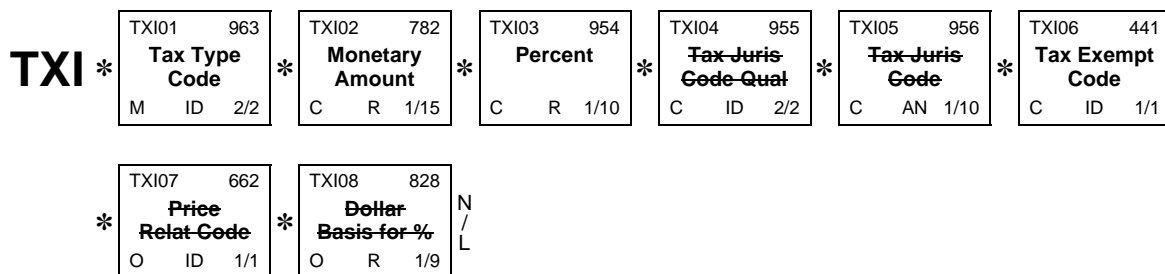 TXI * TXI01 963 Tax Type Code M ID 2/2 * TXI02 782 Monetary Amount C R 1/15 * TXI03 954 Percent C R 1/10 * TXI04 955 Tax Juris Code Qual C ID 2/2 * TXI05 956 Tax Juris Code C AN 1/10 * TXI06 441 Tax Exempt Code C ID 1/1
* TXI07 662 Price Relat Code O ID 1/1 * TXI08 828 Dollar Basis for % O R 1/9 N / L